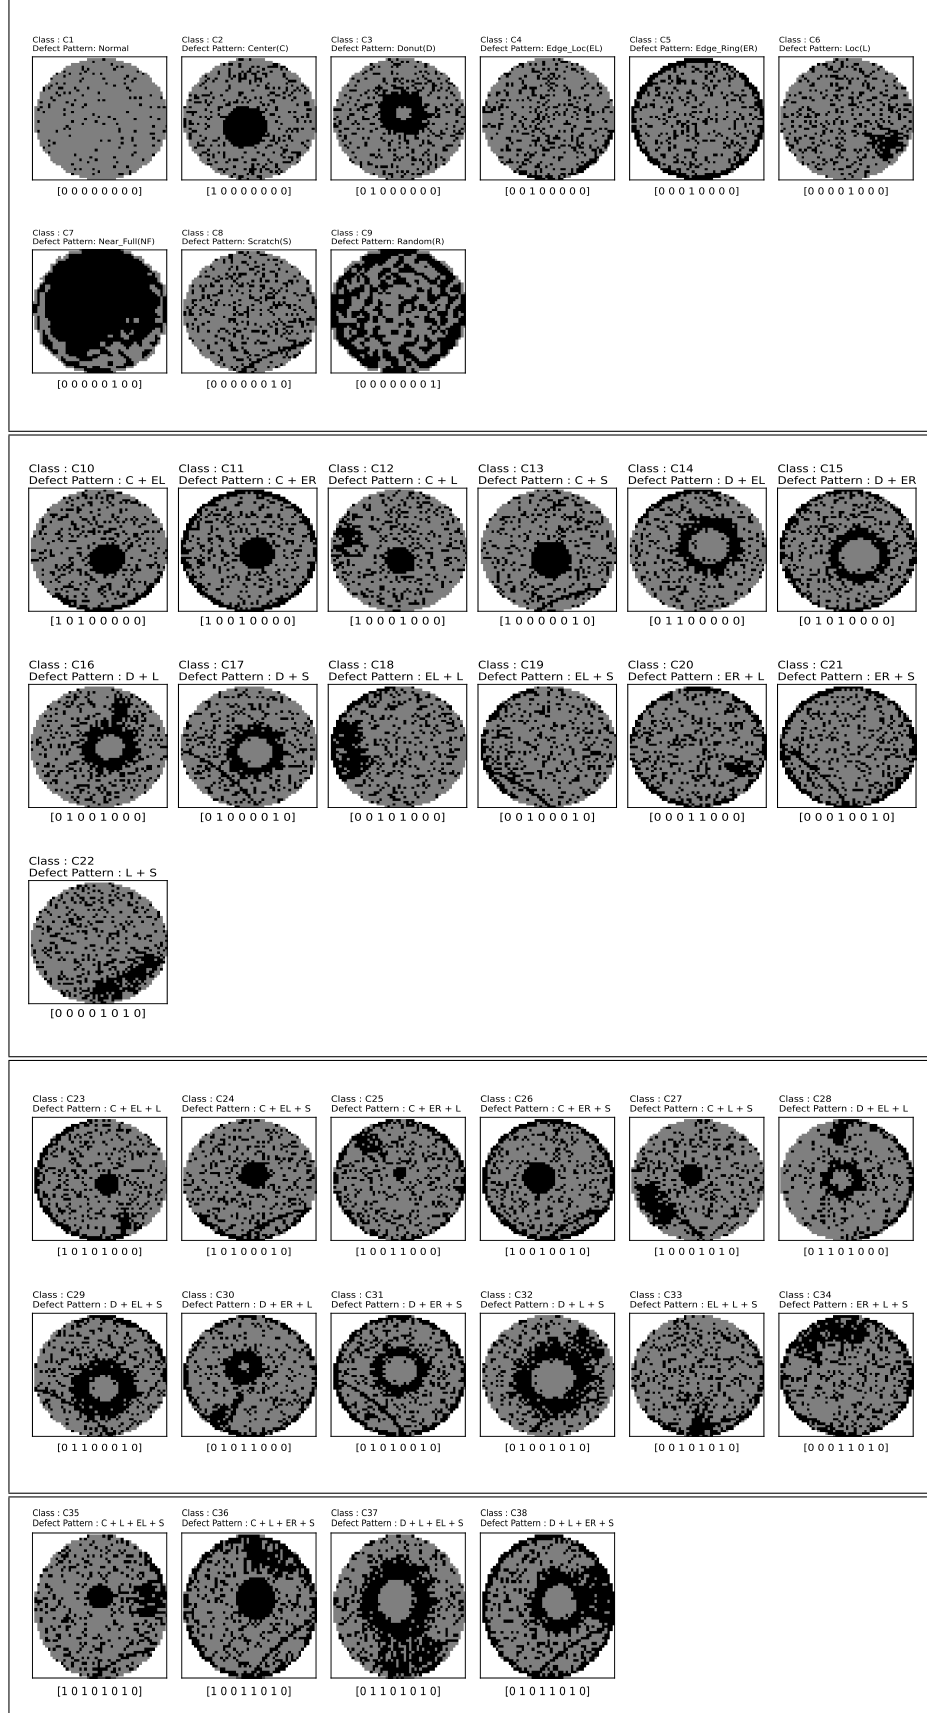 Class : C1
Defect Pattern: Normal
[0 0 0 0 0 0 0 0]
Class : C2
Defect Pattern: Center(C)
[1 0 0 0 0 0 0 0]
Class : C3
Defect Pattern: Donut(D)
[0 1 0 0 0 0 0 0]
Class : C4
Defect Pattern: Edge_Loc(EL)
[0 0 1 0 0 0 0 0]
Class : C5
Defect Pattern: Edge_Ring(ER)
[0 0 0 1 0 0 0 0]
Class : C6
Defect Pattern: Loc(L)
[0 0 0 0 1 0 0 0]
Class : C7
Defect Pattern: Near_Full(NF)
[0 0 0 0 0 1 0 0]
Class : C8
Defect Pattern: Scratch(S)
[0 0 0 0 0 0 1 0]
Class : C9
Defect Pattern: Random(R)
[0 0 0 0 0 0 0 1]
Class : C10
Defect Pattern : C + EL
[1 0 1 0 0 0 0 0]
Class : C11
Defect Pattern : C + ER
[1 0 0 1 0 0 0 0]
Class : C12
Defect Pattern : C + L
[1 0 0 0 1 0 0 0]
Class : C13
Defect Pattern : C + S
[1 0 0 0 0 0 1 0]
Class : C14
Defect Pattern : D + EL
[0 1 1 0 0 0 0 0]
Class : C15
Defect Pattern : D + ER
[0 1 0 1 0 0 0 0]
Class : C16
Defect Pattern : D + L
[0 1 0 0 1 0 0 0]
Class : C17
Defect Pattern : D + S
[0 1 0 0 0 0 1 0]
Class : C18
Defect Pattern : EL + L
[0 0 1 0 1 0 0 0]
Class : C19
Defect Pattern : EL + S
[0 0 1 0 0 0 1 0]
Class : C20
Defect Pattern : ER + L
[0 0 0 1 1 0 0 0]
Class : C21
Defect Pattern : ER + S
[0 0 0 1 0 0 1 0]
Class : C22
Defect Pattern : L + S
[0 0 0 0 1 0 1 0]
Class : C23
Defect Pattern : C + EL + L
[1 0 1 0 1 0 0 0]
Class : C24
Defect Pattern : C + EL + S
[1 0 1 0 0 0 1 0]
Class : C25
Defect Pattern : C + ER + L
[1 0 0 1 1 0 0 0]
Class : C26
Defect Pattern : C + ER + S
[1 0 0 1 0 0 1 0]
Class : C27
Defect Pattern : C + L + S
[1 0 0 0 1 0 1 0]
Class : C28
Defect Pattern : D + EL + L
[0 1 1 0 1 0 0 0]
Class : C29
Defect Pattern : D + EL + S
[0 1 1 0 0 0 1 0]
Class : C30
Defect Pattern : D + ER + L
[0 1 0 1 1 0 0 0]
Class : C31
Defect Pattern : D + ER + S
[0 1 0 1 0 0 1 0]
Class : C32
Defect Pattern : D + L + S
[0 1 0 0 1 0 1 0]
Class : C33
Defect Pattern : EL + L + S
[0 0 1 0 1 0 1 0]
Class : C34
Defect Pattern : ER + L + S
[0 0 0 1 1 0 1 0]
Class : C35
Defect Pattern : C + L + EL + S
[1 0 1 0 1 0 1 0]
Class : C36
Defect Pattern : C + L + ER + S
[1 0 0 1 1 0 1 0]
Class : C37
Defect Pattern : D + L + EL + S
[0 1 1 0 1 0 1 0]
Class : C38
Defect Pattern : D + L + ER + S
[0 1 0 1 1 0 1 0]